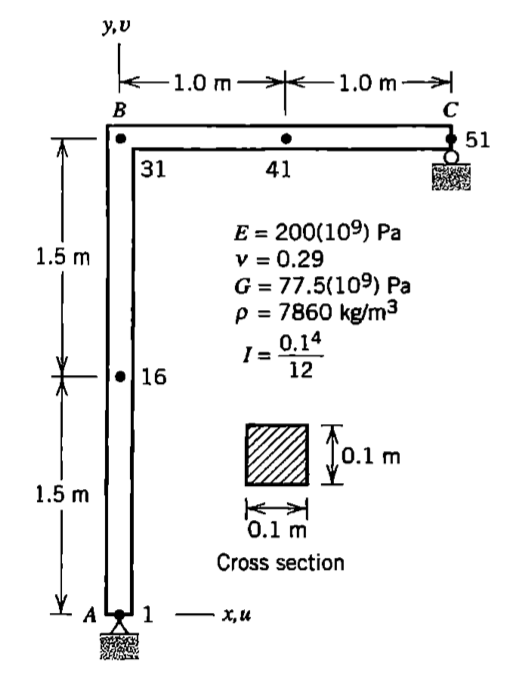 y,v
1.0 m
1.0 m
B
C
51
31
41
1.5 m
E = 200(10⁹) Pa
ν = 0.29
G = 77.5(10⁹) Pa
ρ = 7860 kg/m³
I = 0.1⁴
12
16
0.1 m
1.5 m
0.1 m
Cross section
A
1
x,u